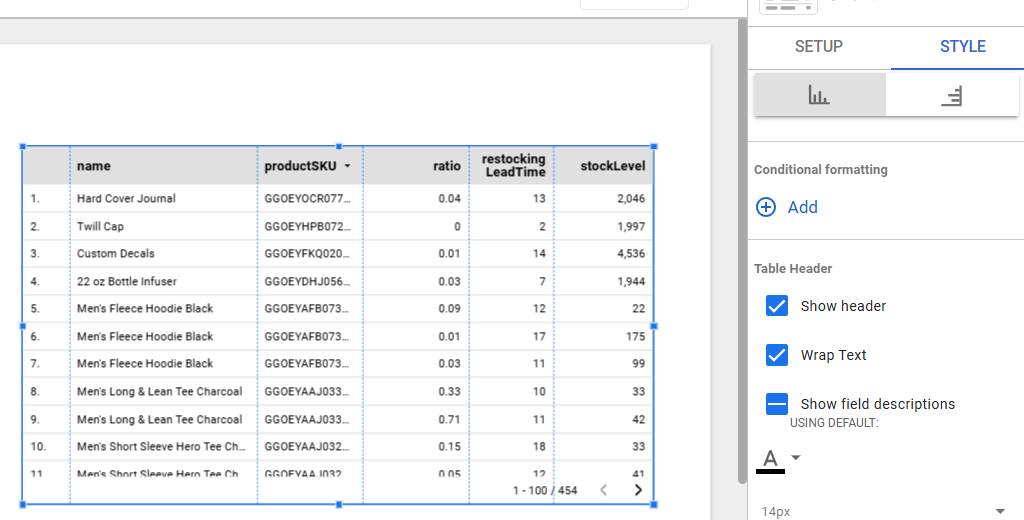 SETUP STYLE
name productSKU ratio restocking LeadTime stockLevel
1. Hard Cover Journal GGOEYOCR077... 0.04 13 2,046
2. Twill Cap GGOEYHPB072... 0 2 1,997
3. Custom Decals GGOEYFKQ020... 0.01 14 4,536
4. 22 oz Bottle Infuser GGOEYDHJ056... 0.03 7 1,944
5. Men's Fleece Hoodie Black GGOEYAFB073... 0.09 12 22
6. Men's Fleece Hoodie Black GGOEYAFB073... 0.01 17 175
7. Men's Fleece Hoodie Black GGOEYAFB073... 0.03 11 99
8. Men's Long & Lean Tee Charcoal GGOEYAAJ033... 0.33 10 33
9. Men's Long & Lean Tee Charcoal GGOEYAAJ033... 0.71 11 42
10. Men's Short Sleeve Hero Tee Ch... GGOEYAAJ032... 0.15 18 33
11 Men's Short Sleeve Hero Tee Ch GGOEYAAJ032 0.05 12 41
1 - 100 / 454
Conditional formatting
Add
Table Header
Show header
Wrap Text
Show field descriptions
USING DEFAULT:
A
14px